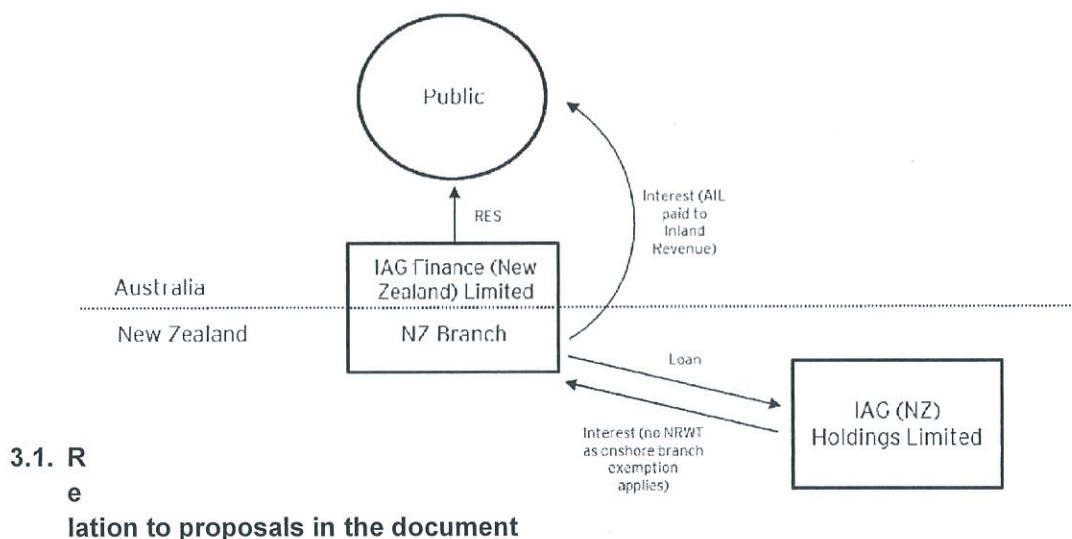 Public
RES
Interest (AIL
paid to
Inland
Revenue)
IAG Finance (New
Zealand) Limited
Australia
New Zealand
NZ Branch
Loan
Interest (no NRWT
as onshore branch
exemption
applies)
IAG (NZ)
Holdings Limited
3.1. R
e
lation to proposals in the document